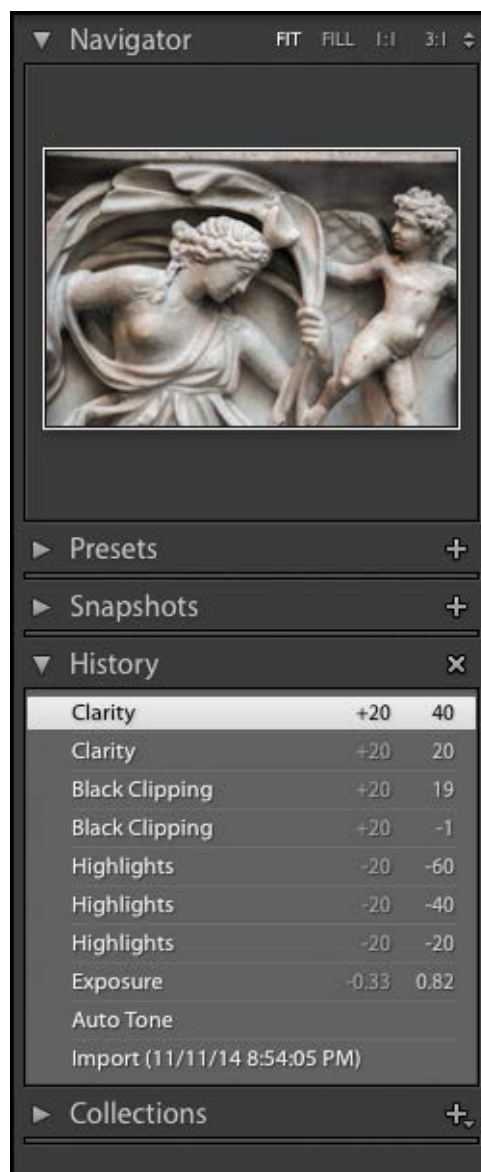 Navigator FIT FILL 1:1 3:1
Presets
Snapshots
History
Clarity +20 40
Clarity +20 20
Black Clipping +20 19
Black Clipping +20 -1
Highlights -20 -60
Highlights -20 -40
Highlights -20 -20
Exposure -0.33 0.82
Auto Tone
Import (11/11/14 8:54:05 PM)
Collections